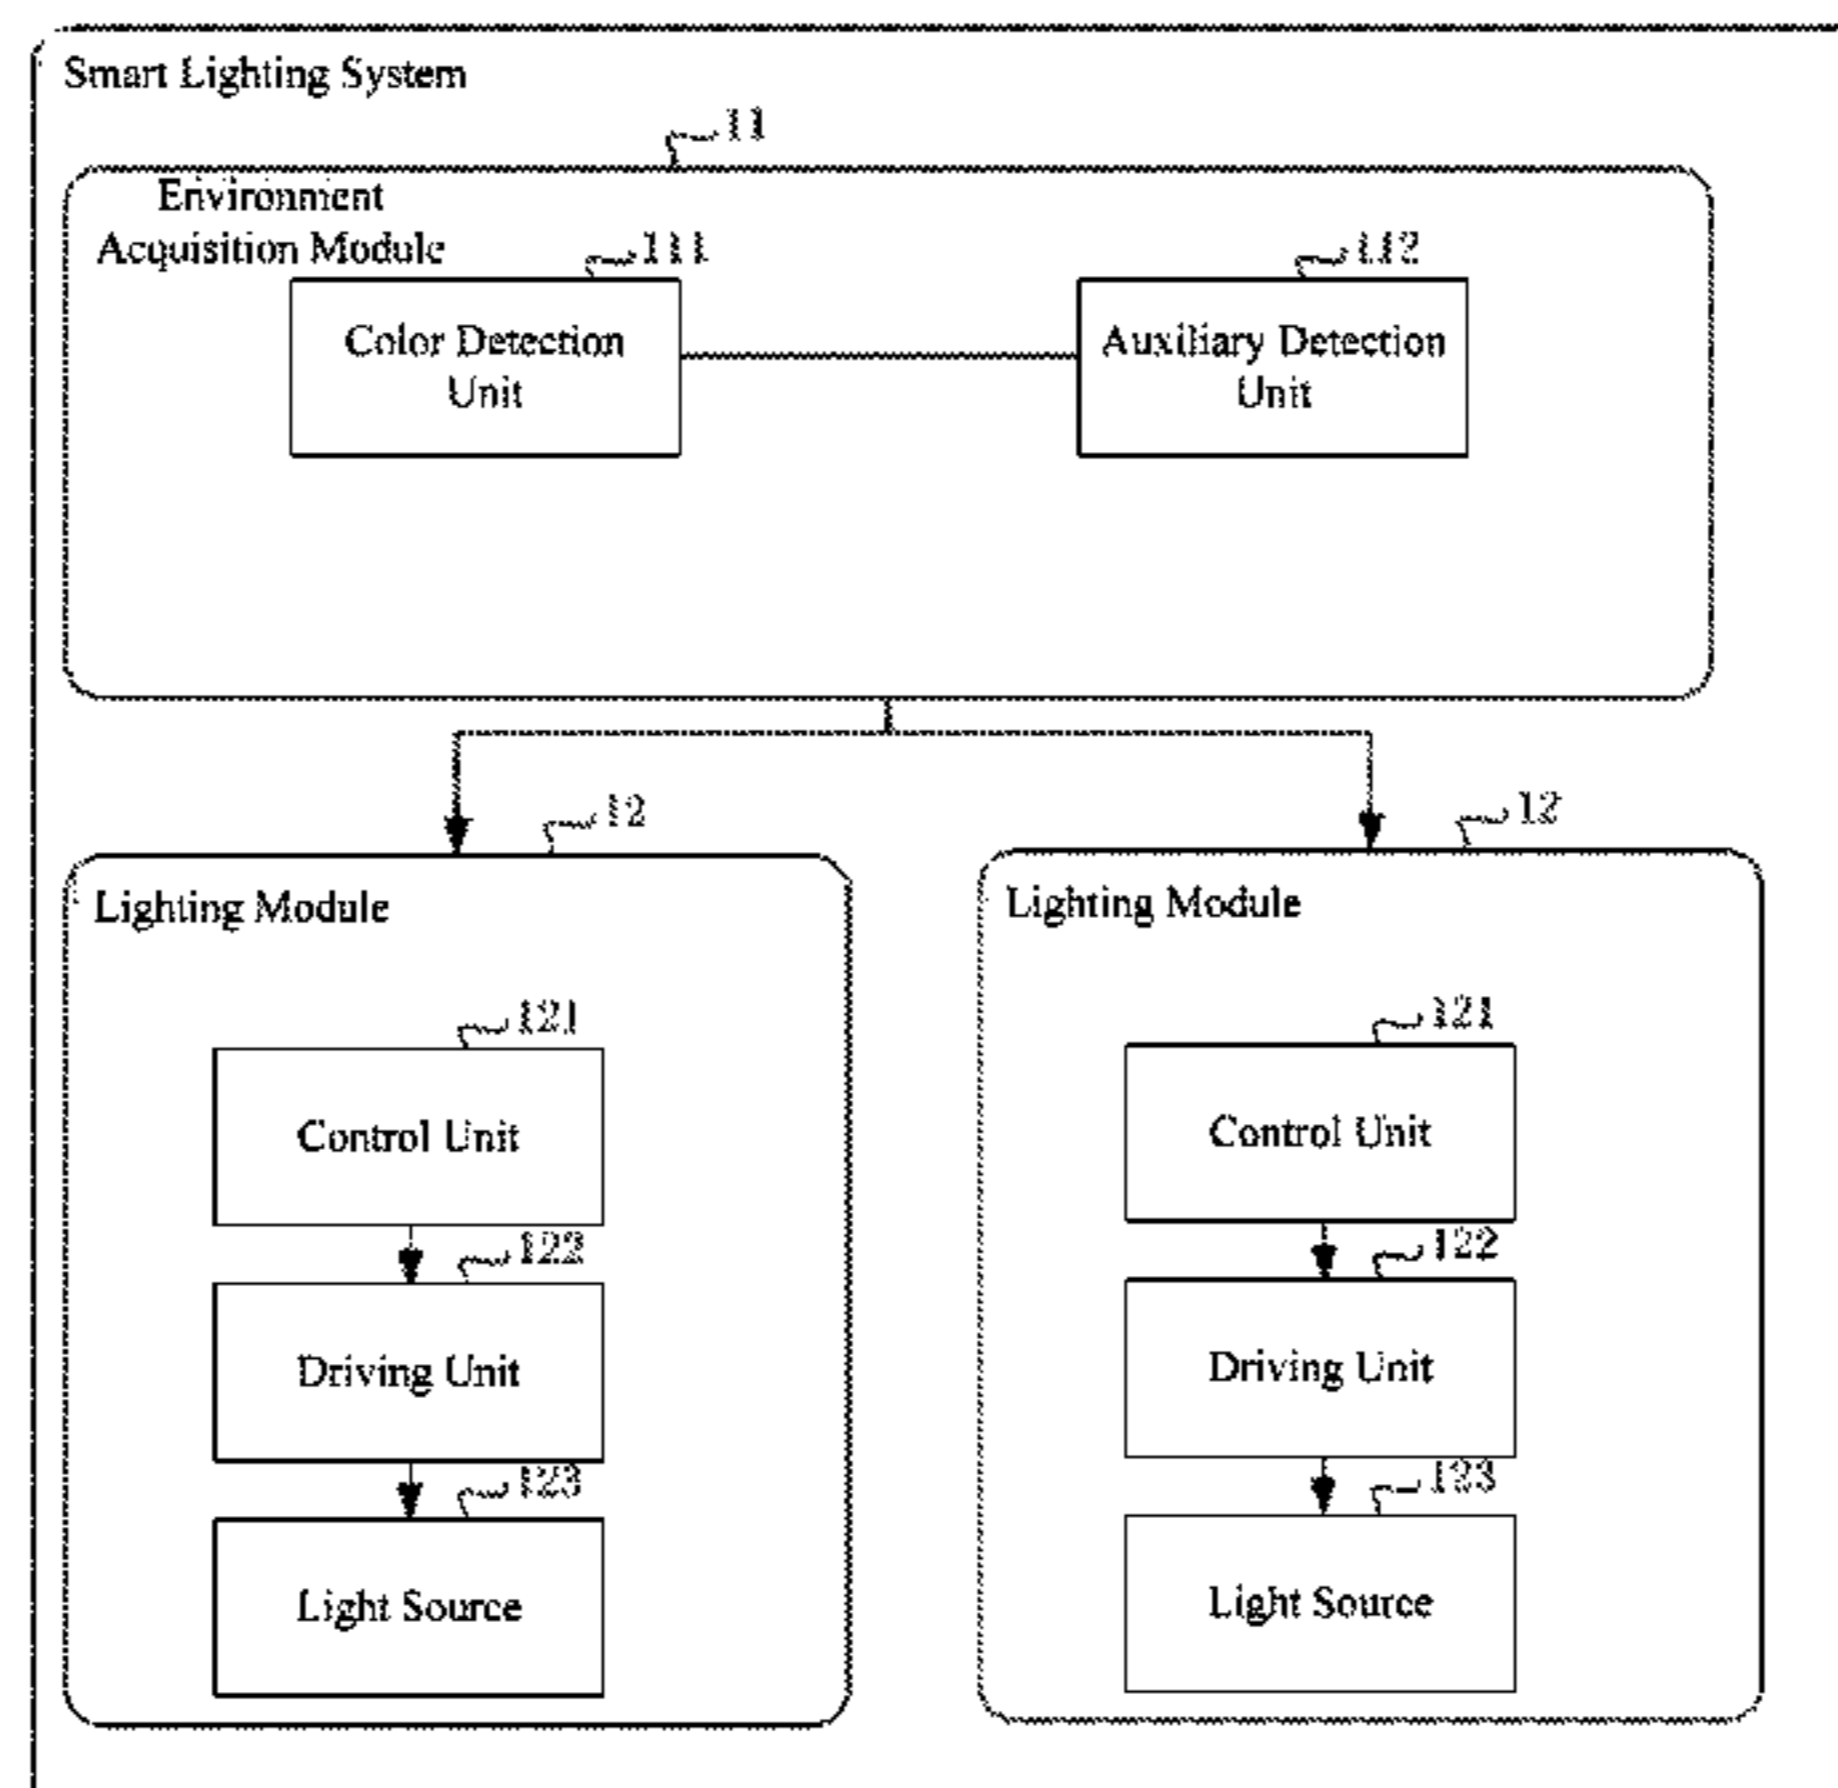 Smart Lighting System
11
Environment
Acquisition Module
111
112
Color Detection
Unit
Auxiliary Detection
Unit
12
12
Lighting Module
Lighting Module
121
121
Control Unit
Control Unit
122
122
Driving Unit
Driving Unit
123
123
Light Source
Light Source